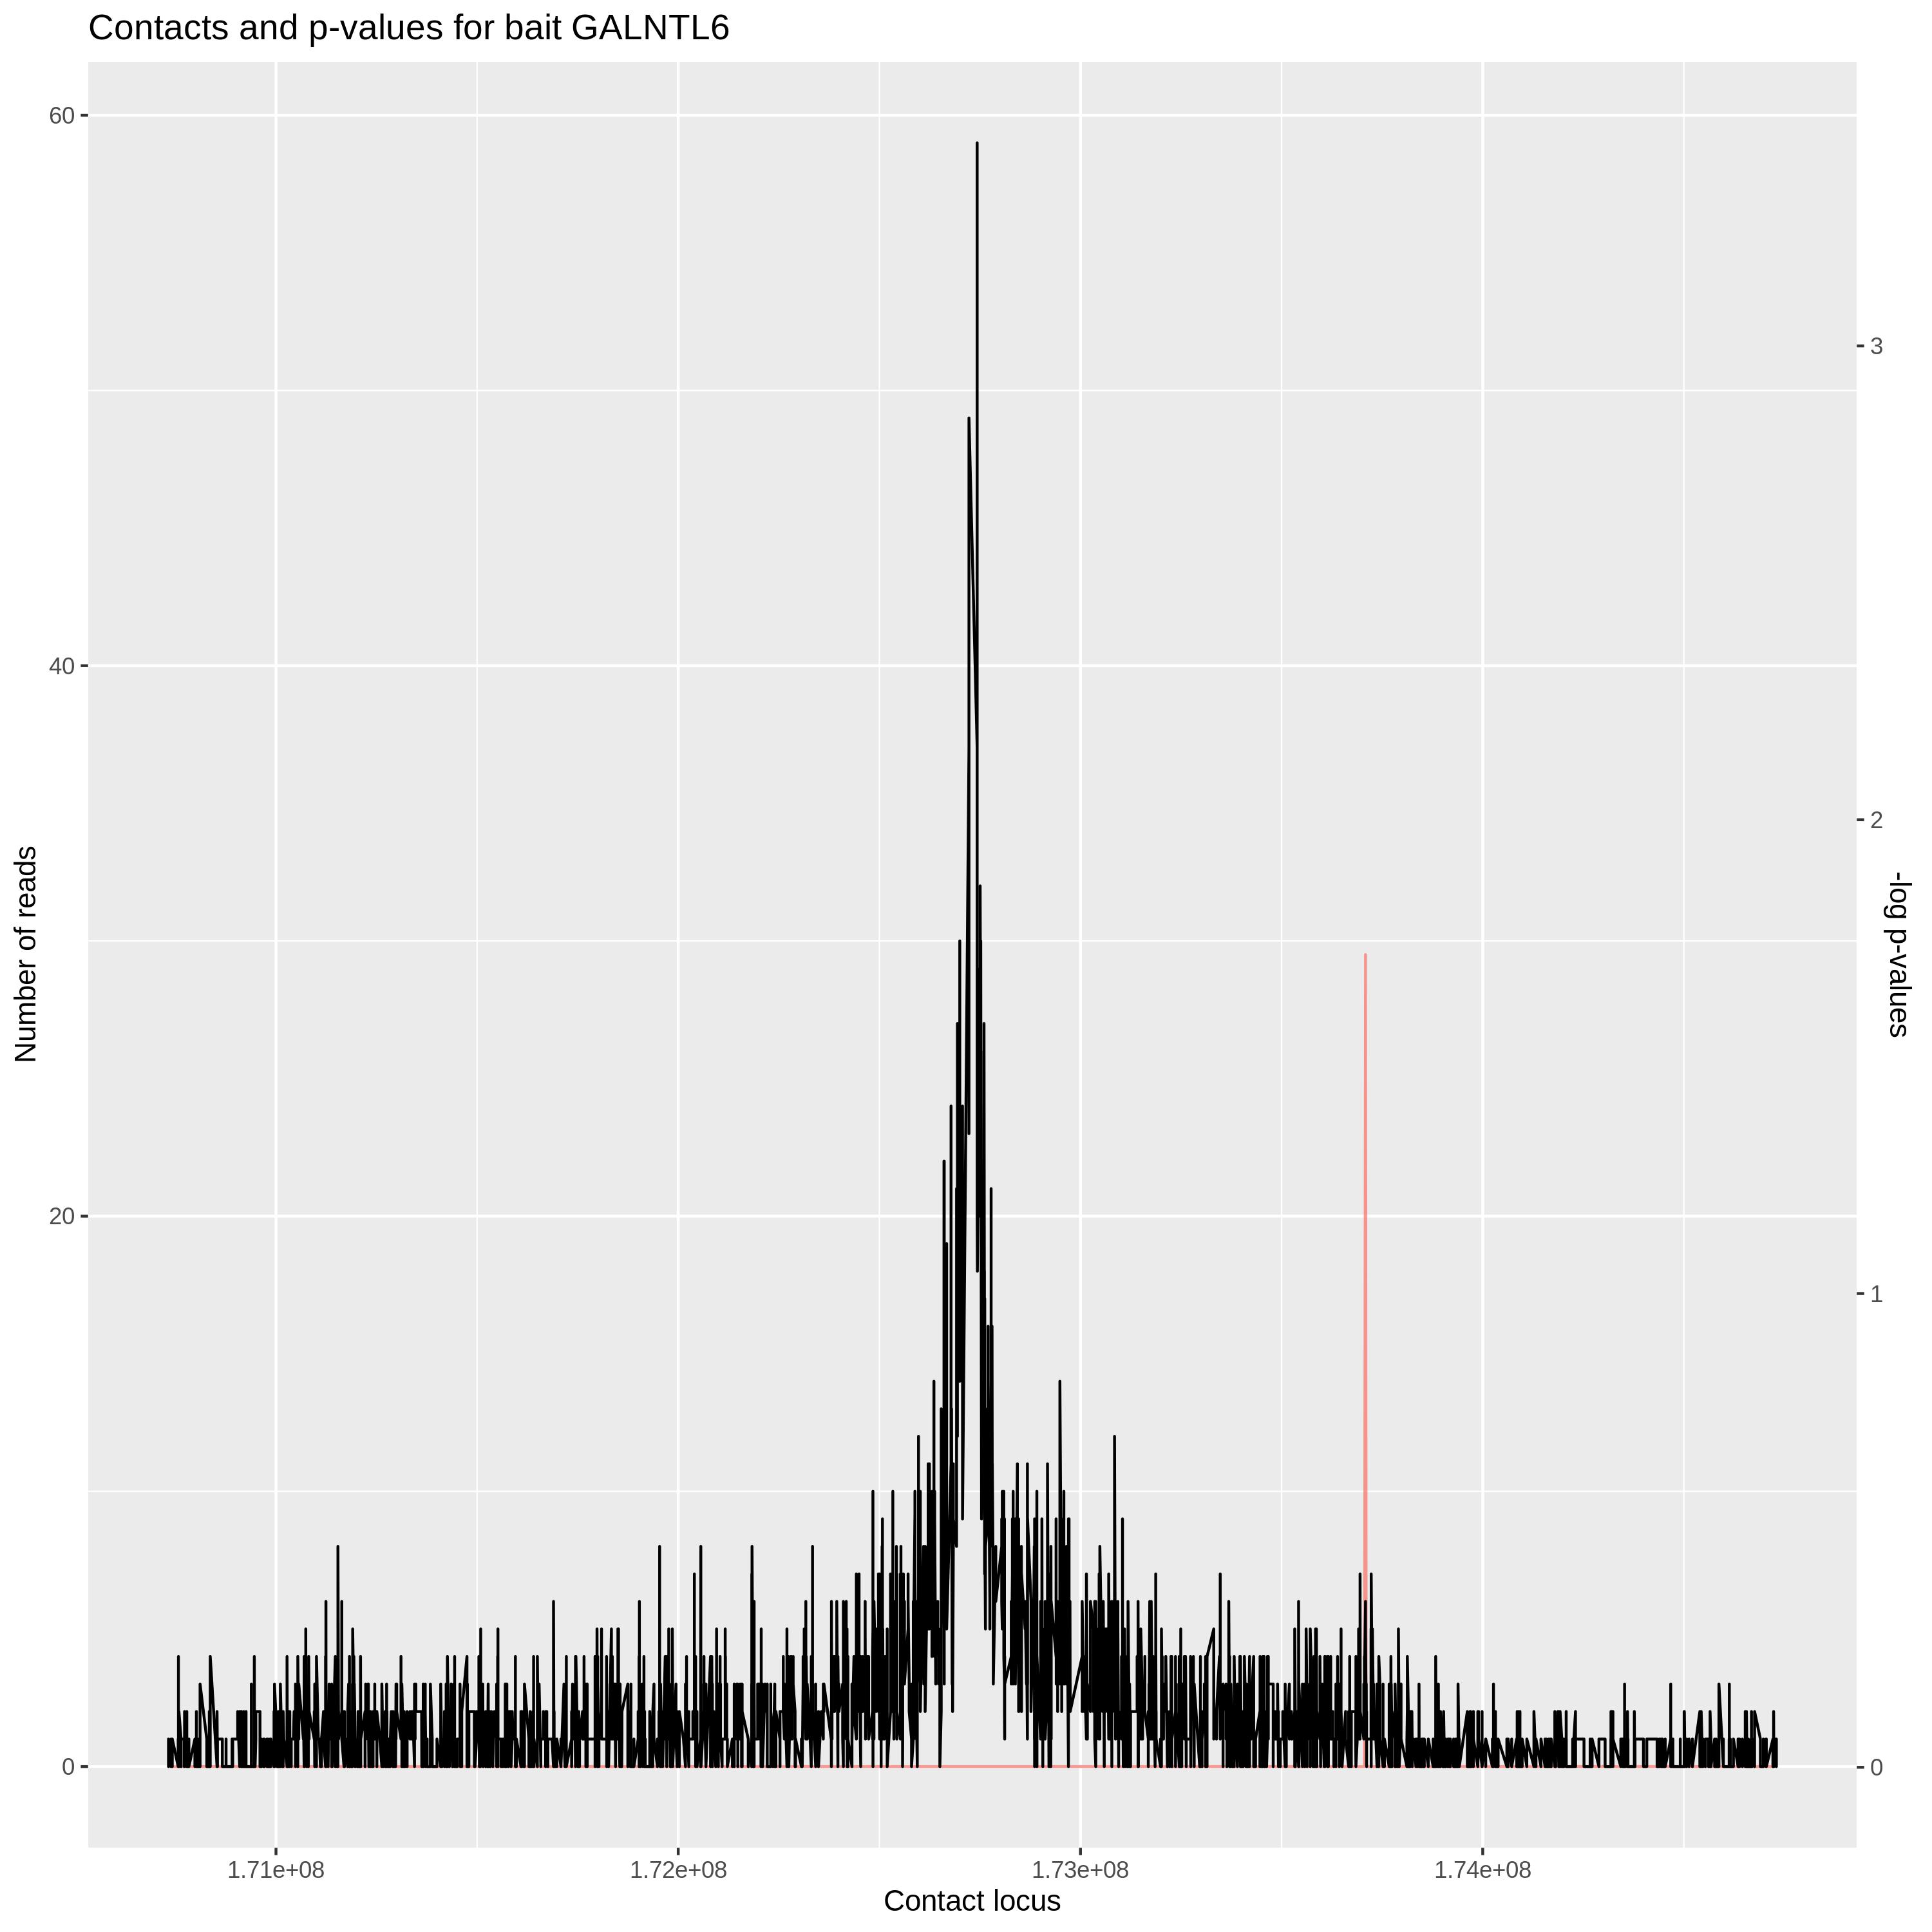 Contacts and p-values for bait GALNTL6
60
40
20
0
Number of reads
3
2
1
0
-log p-values
1.71e+08
1.72e+08
1.73e+08
1.74e+08
Contact locus